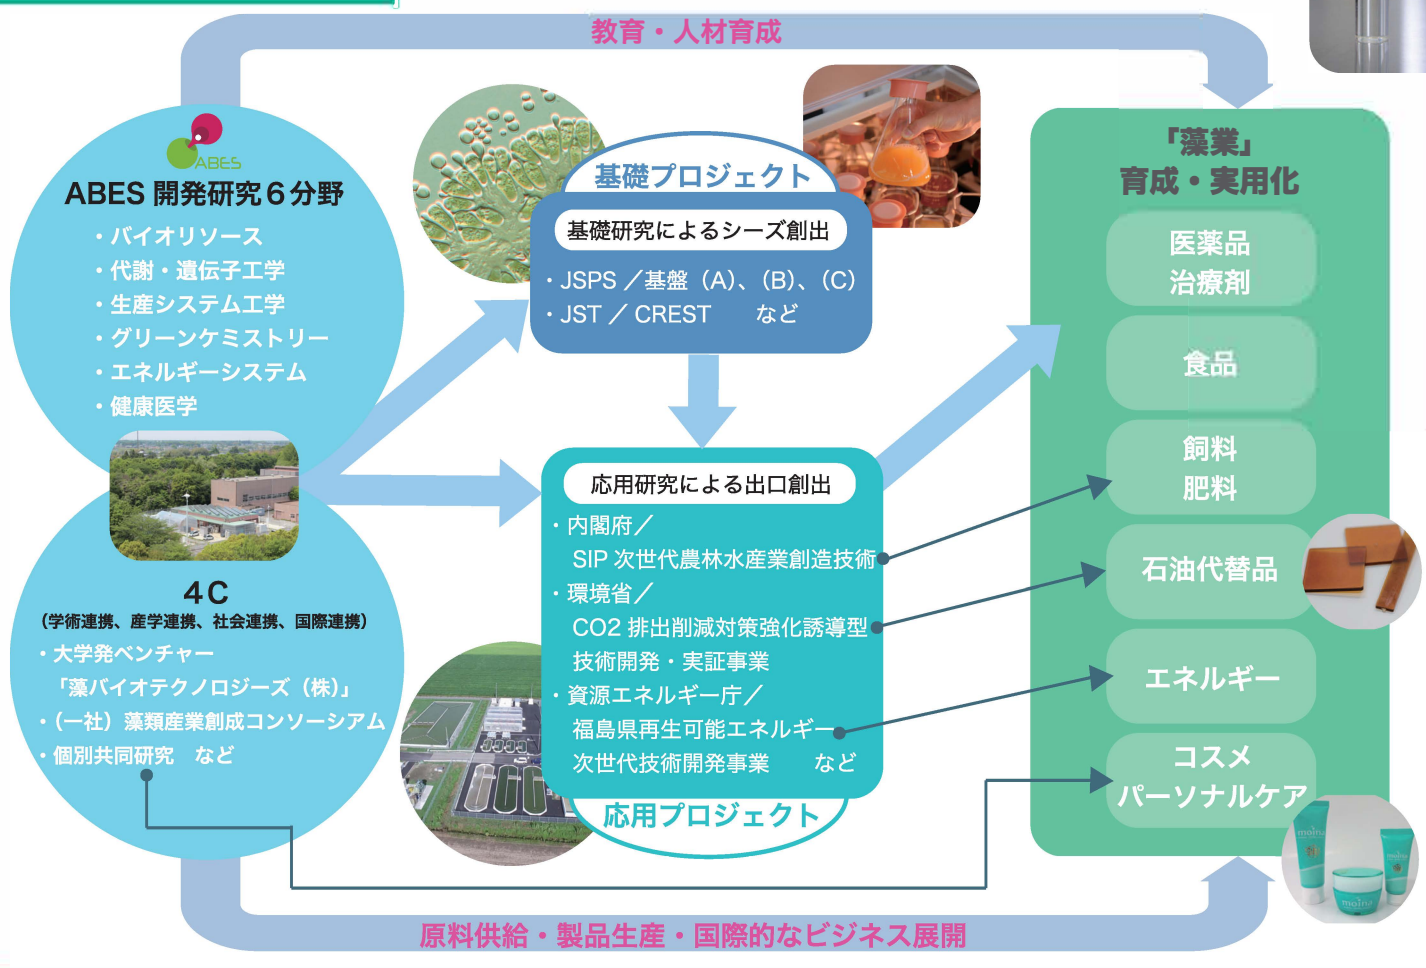 教育・人材育成
ABES
ABES 開発研究6分野
・バイオリソース
・代謝・遺伝子工学
・生産システム工学
・グリーンケミストリー
・エネルギーシステム
・健康医学
4C
(学術連携、産学連携、社会連携、国際連携)
・大学発ベンチャー
「藻バイオテクノロジーズ（株）」
・(一社）藻類産業創成コンソーシアム
・個別共同研究　など
基礎プロジェクト
基礎研究によるシーズ創出
・JSPS／基盤（A）、（B）、（C）
・JST／CREST　など
応用研究による出口創出
・内閣府／
SIP 次世代農林水産業創造技術
・環境省／
CO2 排出削減対策強化誘導型
技術開発・実証事業
・資源エネルギー庁／
福島県再生可能エネルギー
次世代技術開発事業　など
応用プロジェクト
「藻業」
育成・実用化
医薬品
治療剤
食品
飼料
肥料
石油代替品
エネルギー
コスメ
パーソナルケア
moina
moina
moina
原料供給・製品生産・国際的なビジネス展開